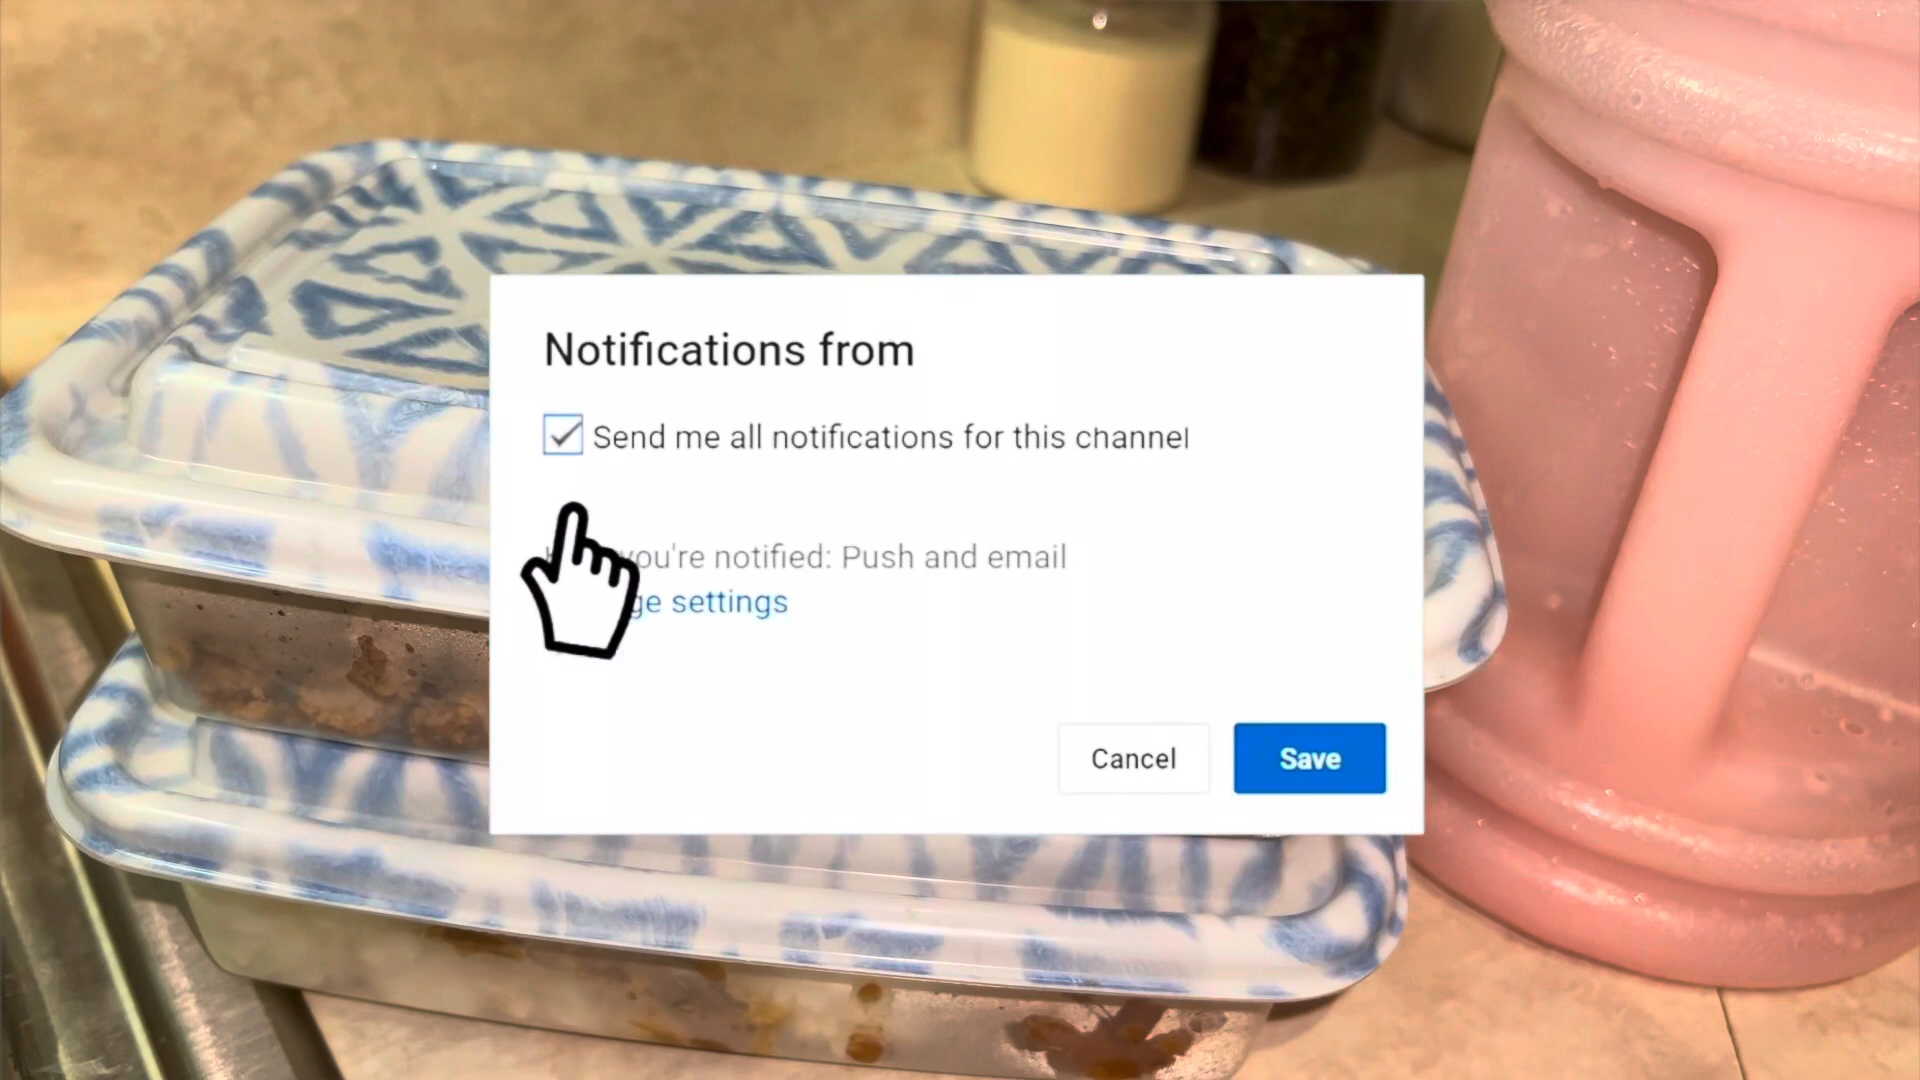 Notifications from
Send me all notifications for this channel
you're notified: Push and email
settings
Cancel
Save